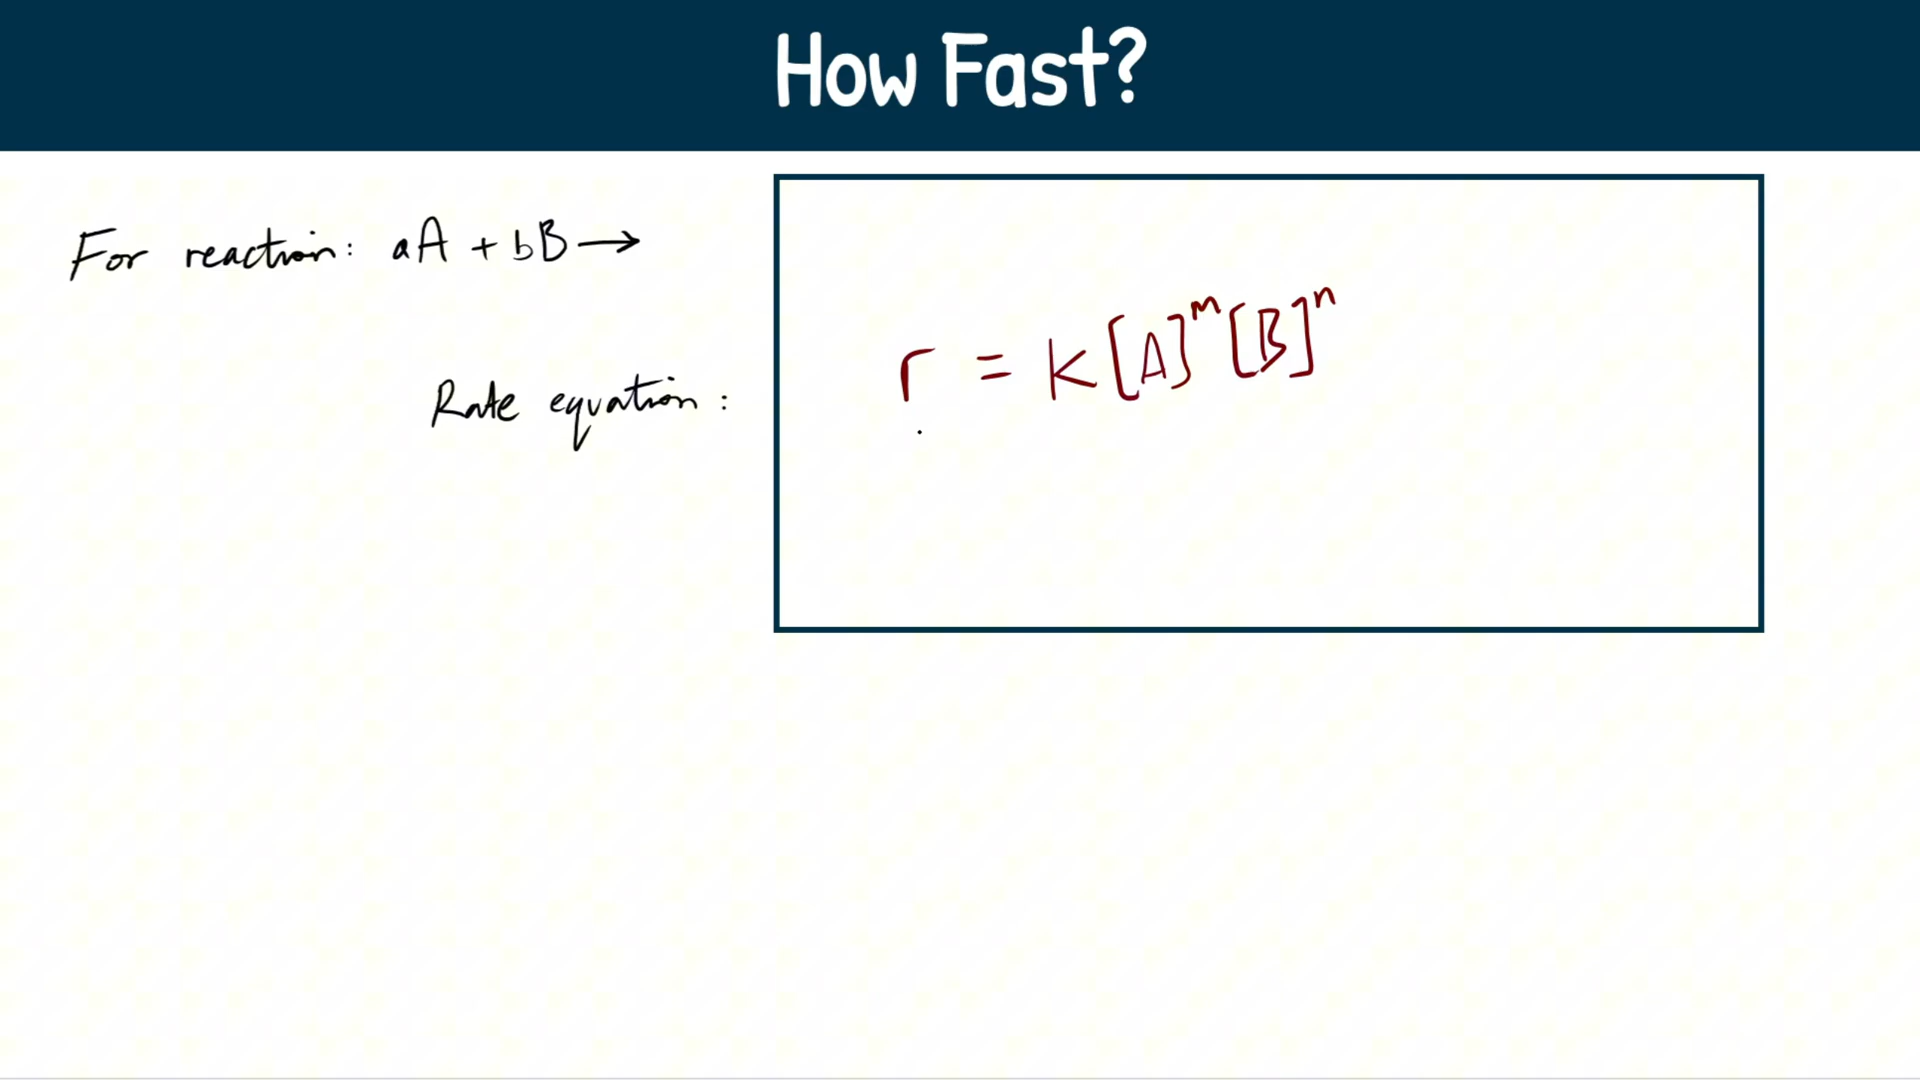 How Fast?
For reaction: aA + bB →
r = k[A]^m [B]^n
Rate equation: